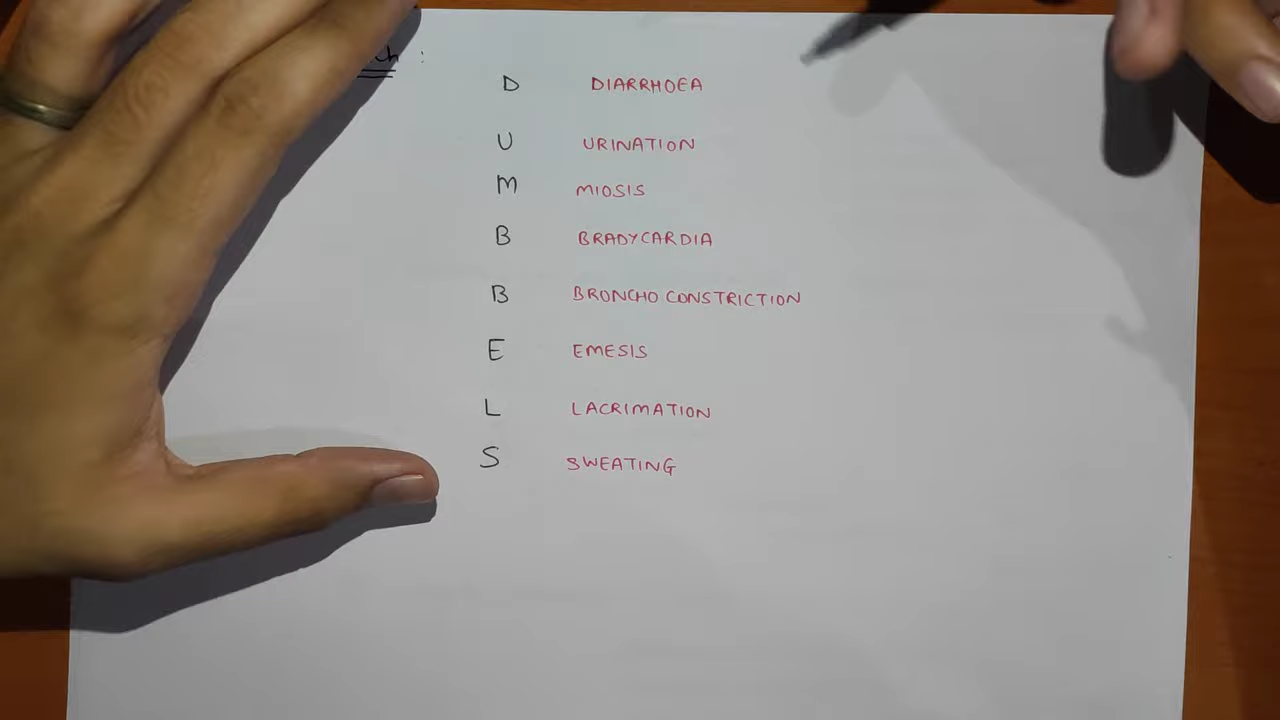 :
D DIARRHOEA
U URINATION
M MIOSIS
B BRADYCARDIA
B BRONCHO CONSTRICTION
E EMESIS
L LACRIMATION
S SWEATING